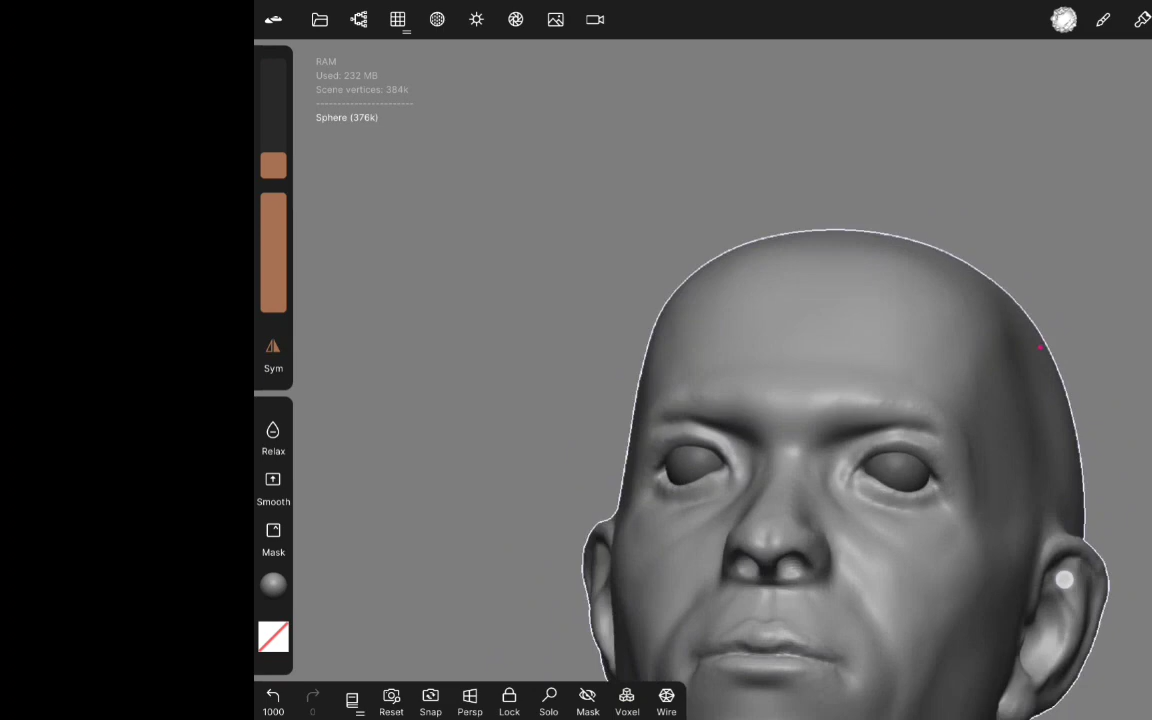 RAM
Used: 232 MB
Scene vertices: 384k
-----------------------
Sphere (376k)
Sym
Relax
Smooth
Mask
1000
0
Reset
Snap
Persp
Lock
Solo
Mask
Voxel
Wire